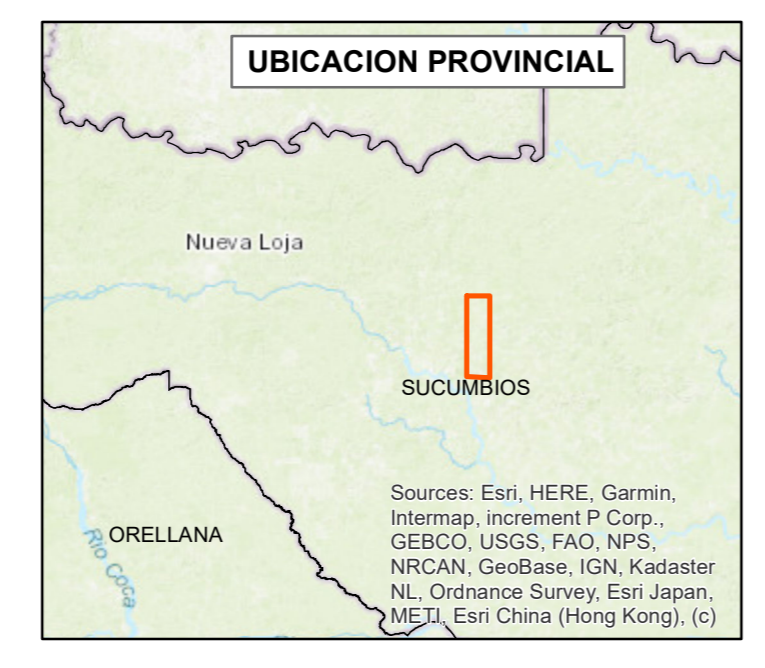 UBICACION PROVINCIAL
Nueva Loja
SUCUMBIOS
ORELLANA
Rio Coca
Sources: Esri, HERE, Garmin,
Intermap, increment P Corp.,
GEBCO, USGS, FAO, NPS,
NRCAN, GeoBase, IGN, Kadaster
NL, Ordnance Survey, Esri Japan,
METI, Esri China (Hong Kong), (c)